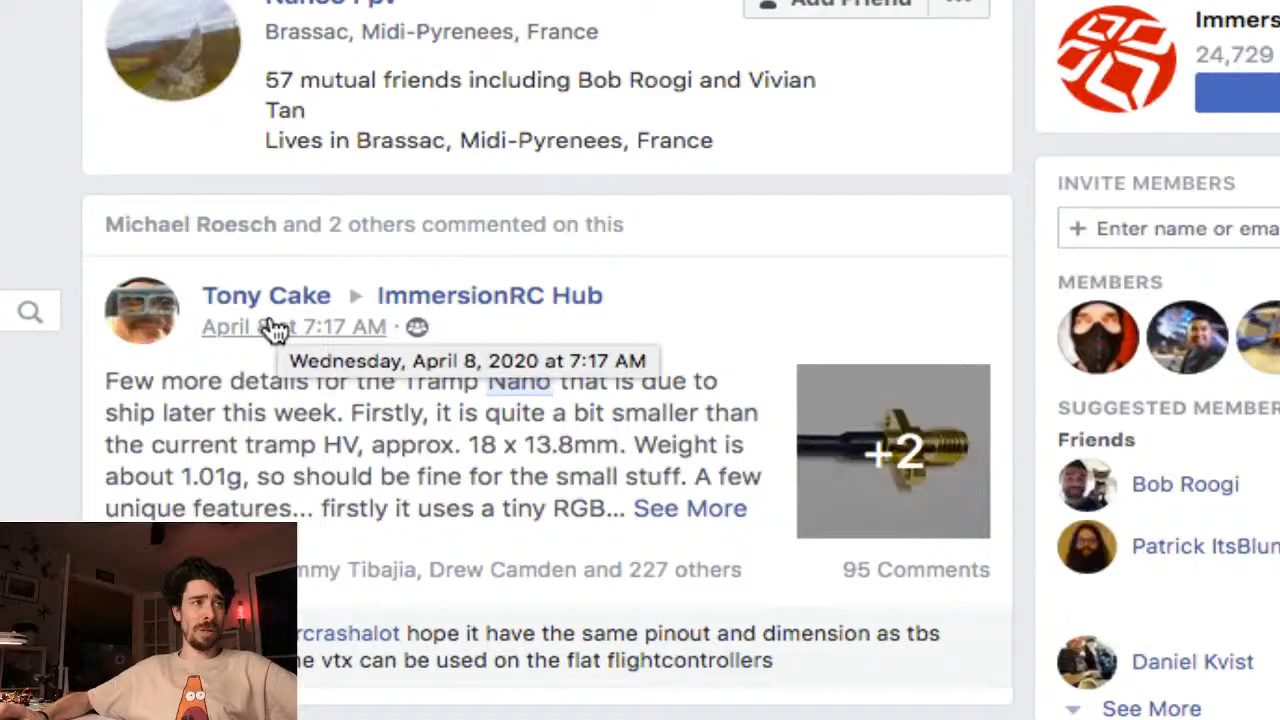 Brassac, Midi-Pyrenees, France
57 mutual friends including Bob Roogi and Vivian
Tan
Lives in Brassac, Midi-Pyrenees, France
Michael Roesch and 2 others commented on this
Tony Cake ▸ ImmersionRC Hub
April 8 at 7:17 AM ·
Wednesday, April 8, 2020 at 7:17 AM
Few more details for the Tramp Nano that is due to
ship later this week. Firstly, it is quite a bit smaller than
the current tramp HV, approx. 18 x 13.8mm. Weight is
about 1.01g, so should be fine for the small stuff. A few
unique features... firstly it uses a tiny RGB... See More
+2
mmy Tibajia, Drew Camden and 227 others
95 Comments
rcrashalot hope it have the same pinout and dimension as tbs
e vtx can be used on the flat flightcontrollers
Add Friend
Immers
24,729
INVITE MEMBERS
+ Enter name or emai
MEMBERS
SUGGESTED MEMBER
Friends
Bob Roogi
Patrick ItsBlun
Daniel Kvist
See More